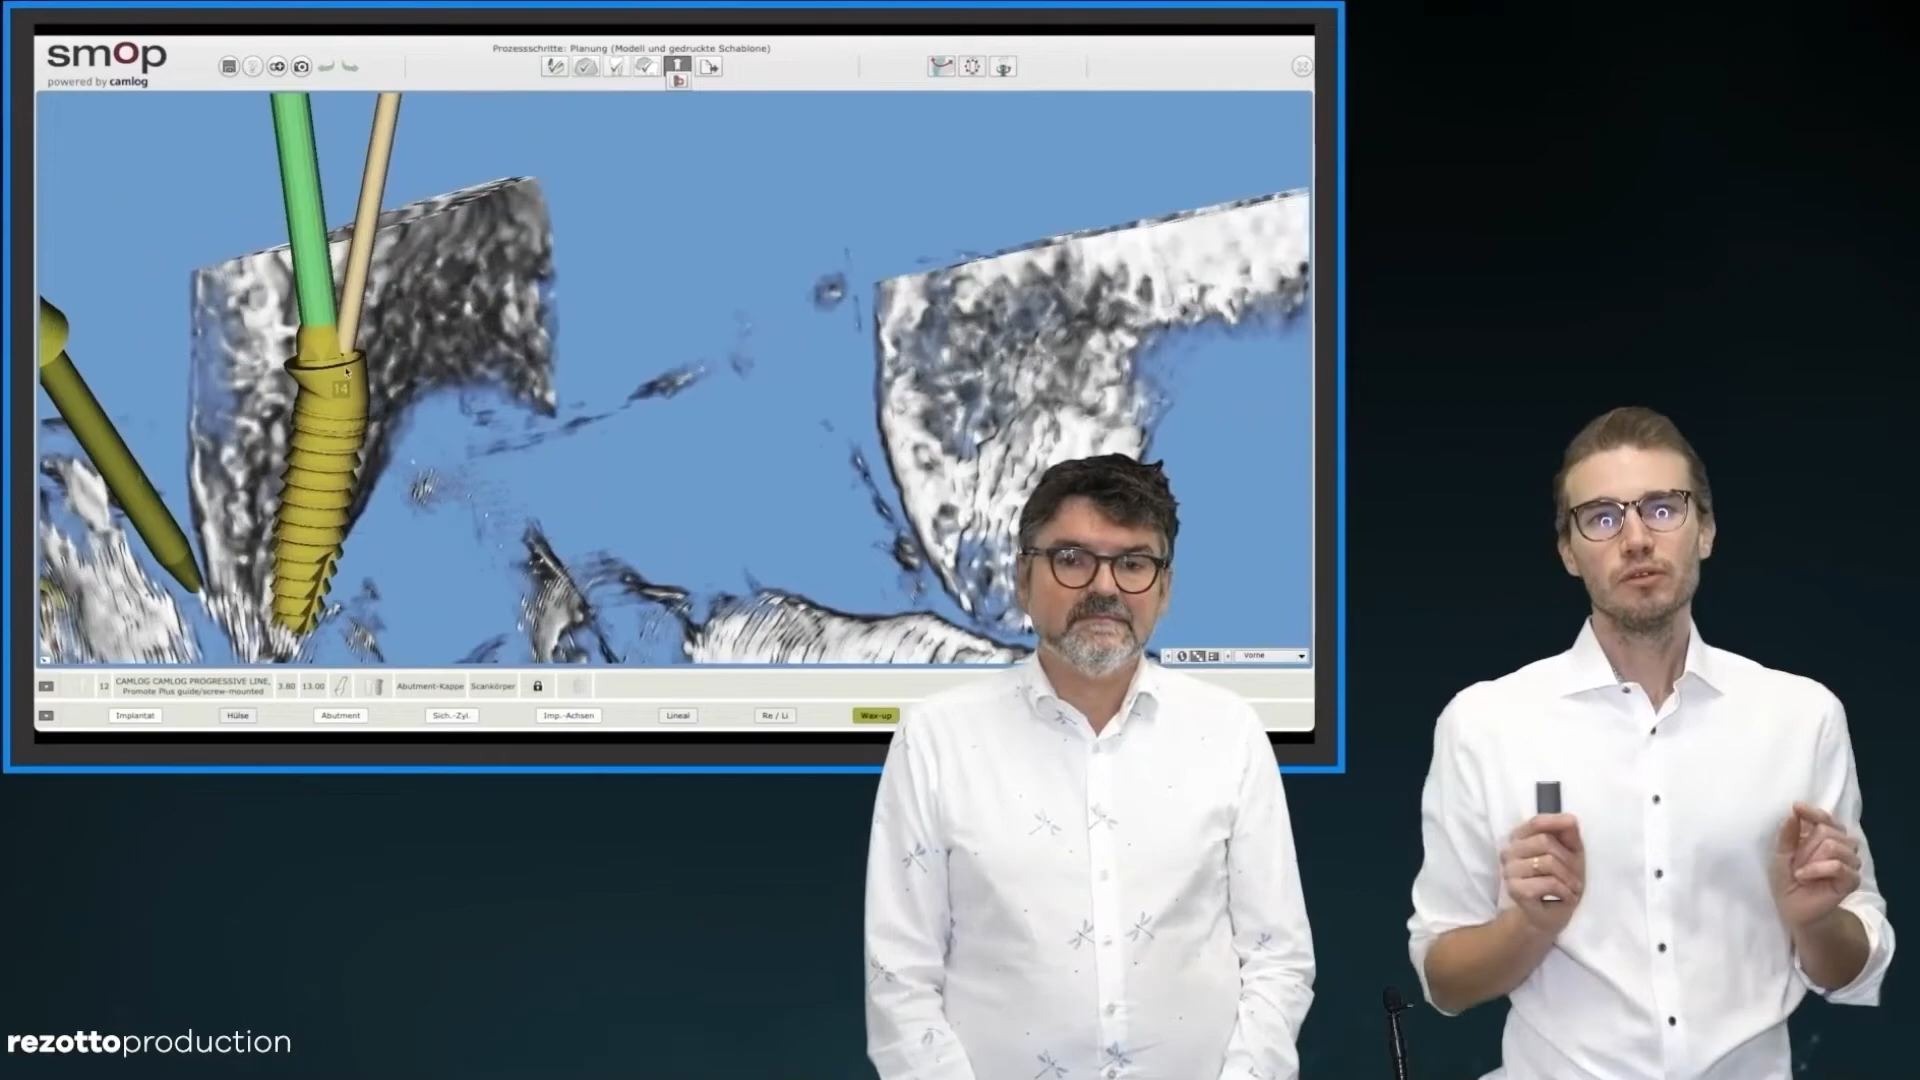 smop
powered by camlog
Prozessschritte: Planung (Modell und gedruckte Schablone)
14
Vorne
12
CAMLOG CAMLOG PROGRESSIVE LINE,
Promote Plus guide/screw-mounted
3.80 13.00
Abutment-Kappe
Scankörper
Implantat
Hülse
Abutment
Sich.-Zyl.
Imp.-Achsen
Lineal
Re / Li
Wax-up
rezottoproduction